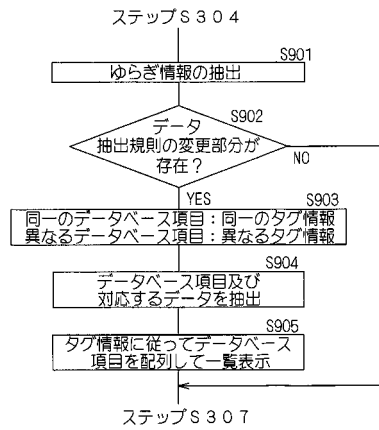 ステップＳ３０４
S901
ゆらぎ情報の抽出
S902
データ
抽出規則の変更部分が
存在？
NO
YES
S903
同一のデータベース項目：同一のタグ情報
異なるデータベース項目：異なるタグ情報
S904
データベース項目及び
対応するデータを抽出
S905
タグ情報に従ってデータベース
項目を配列して一覧表示
ステップＳ３０７